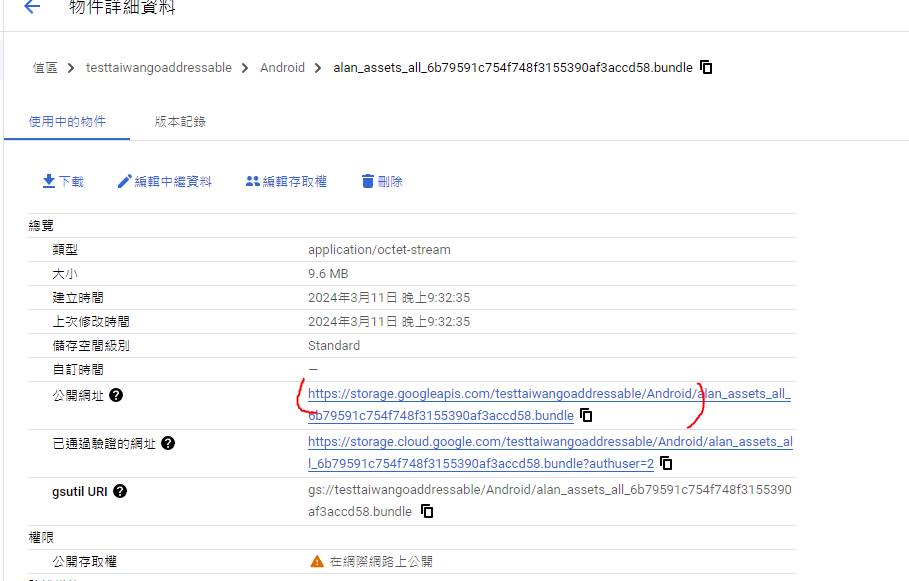 物件詳細資料
值區 > testtaiwangoaddressable > Android > alan_assets_all_6b79591c754f748f3155390af3accd58.bundle
使用中的物件 版本記錄
下載 編輯中繼資料 編輯存取權 刪除
總覽
類型 application/octet-stream
大小 9.6 MB
建立時間 2024年3月11日 晚上9:32:35
上次修改時間 2024年3月11日 晚上9:32:35
儲存空間級別 Standard
自訂時間 —
公開網址 https://storage.googleapis.com/testtaiwangoaddressable/Android/alan_assets_all_
6b79591c754f748f3155390af3accd58.bundle
已通過驗證的網址 https://storage.cloud.google.com/testtaiwangoaddressable/Android/alan_assets_al
l_6b79591c754f748f3155390af3accd58.bundle?authuser=2
gsutil URI gs://testtaiwangoaddressable/Android/alan_assets_all_6b79591c754f748f3155390
af3accd58.bundle
權限
公開存取權 在網際網路上公開